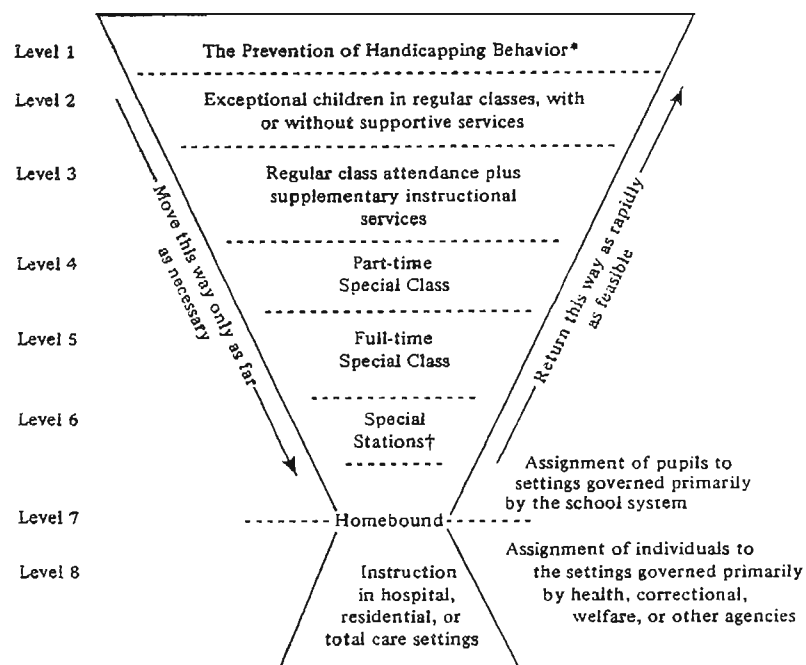 Level 1
The Prevention of Handicapping Behavior*
Level 2
Exceptional children in regular classes, with
or without supportive services
Level 3
Regular class attendance plus
supplementary instructional
services
Level 4
Part-time
Special Class
Level 5
Full-time
Special Class
Level 6
Special
Stations†
Level 7
Homebound
Level 8
Instruction
in hospital,
residential, or
total care settings
Move this way only as far
as necessary
Return this way as rapidly
as feasible
Assignment of pupils to
settings governed primarily
by the school system
Assignment of individuals to
the settings governed primarily
by health, correctional,
welfare, or other agencies